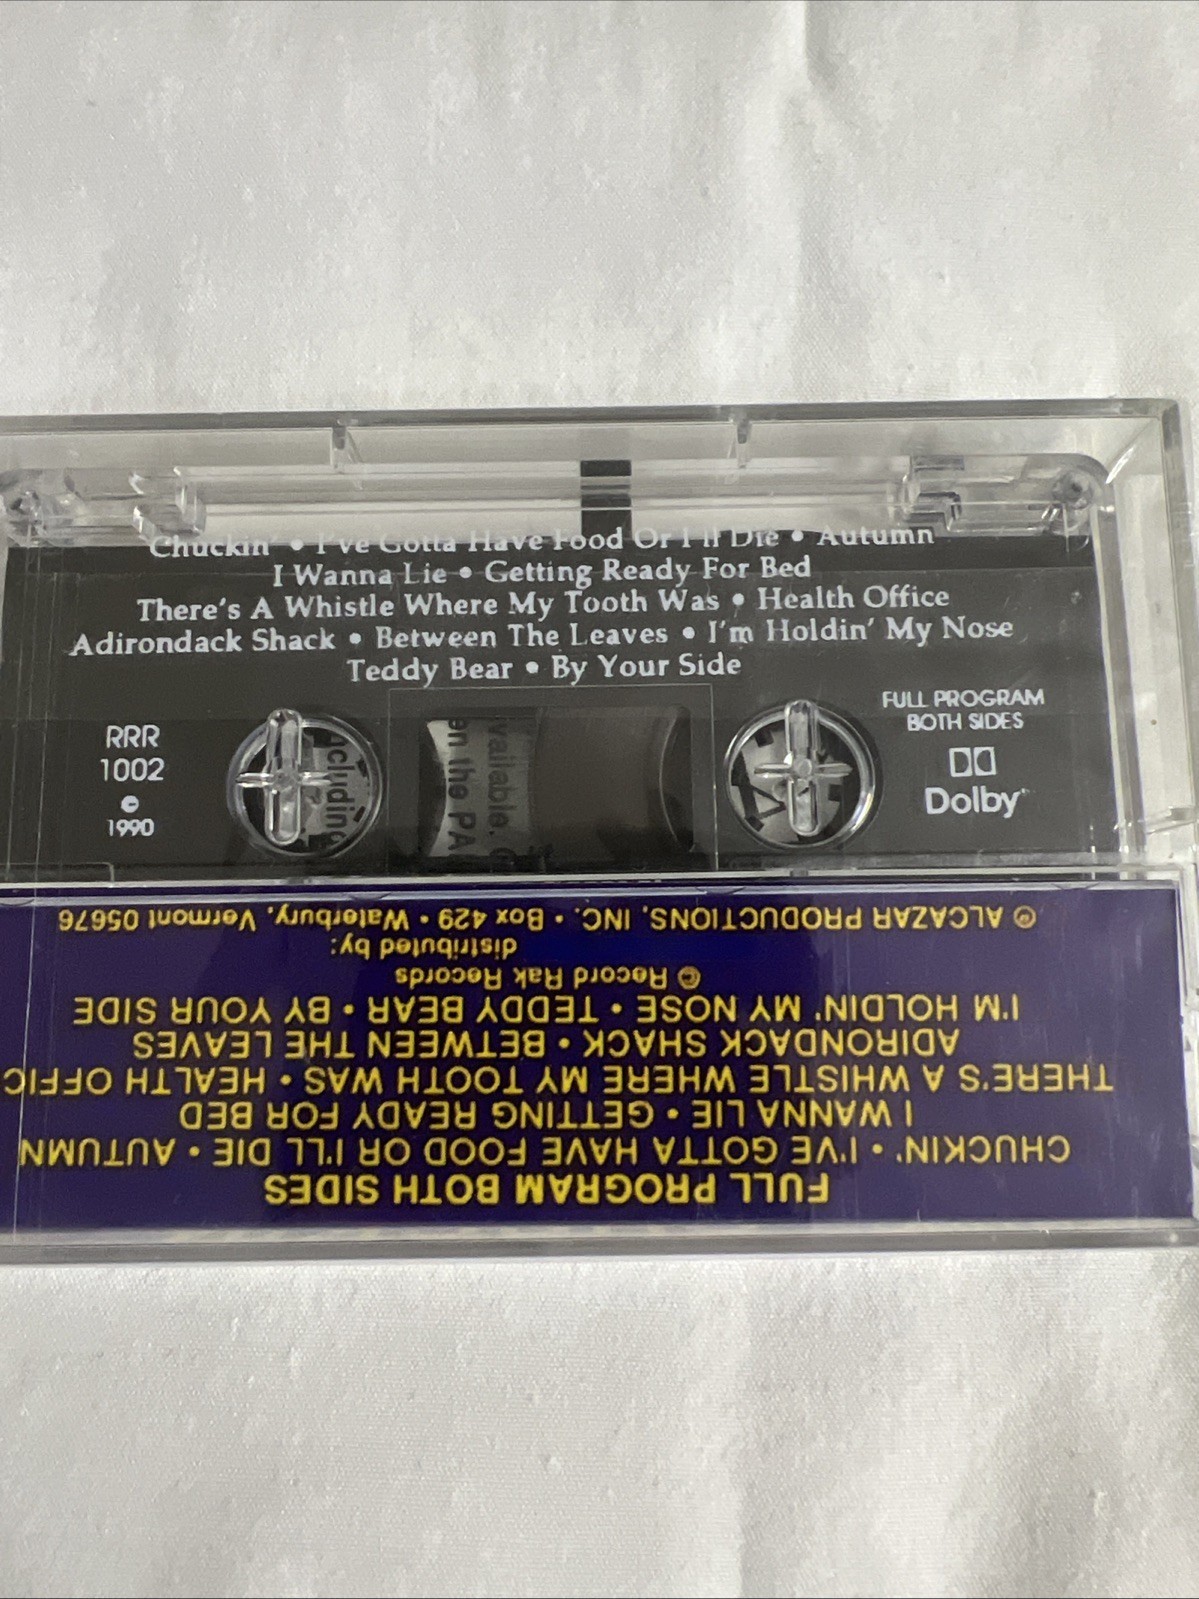 Chuckin' • I've Gotta Have Food Or I'll Die • Autumn
I Wanna Lie • Getting Ready For Bed
There's A Whistle Where My Tooth Was • Health Office
Adirondack Shack • Between The Leaves • I'm Holdin' My Nose
Teddy Bear • By Your Side
RRR
1002
©
1990
FULL PROGRAM
BOTH SIDES
Dolby
cluding
en the PA
vailable.
FULL PROGRAM BOTH SIDES
CHUCKIN'. • I'VE GOTTA HAVE FOOD OR I'LL DIE • AUTUMN
I WANNA LIE • GETTING READY FOR BED
THERE'S A WHISTLE WHERE MY TOOTH WAS • HEALTH OFFIC
ADIRONDACK SHACK • BETWEEN THE LEAVES
I'M HOLDIN' MY NOSE • TEDDY BEAR • BY YOUR SIDE
© Record Rak Records
distributed by:
℗ ALCAZAR PRODUCTIONS, INC. • Box 429 • Waterbury, Vermont 05676